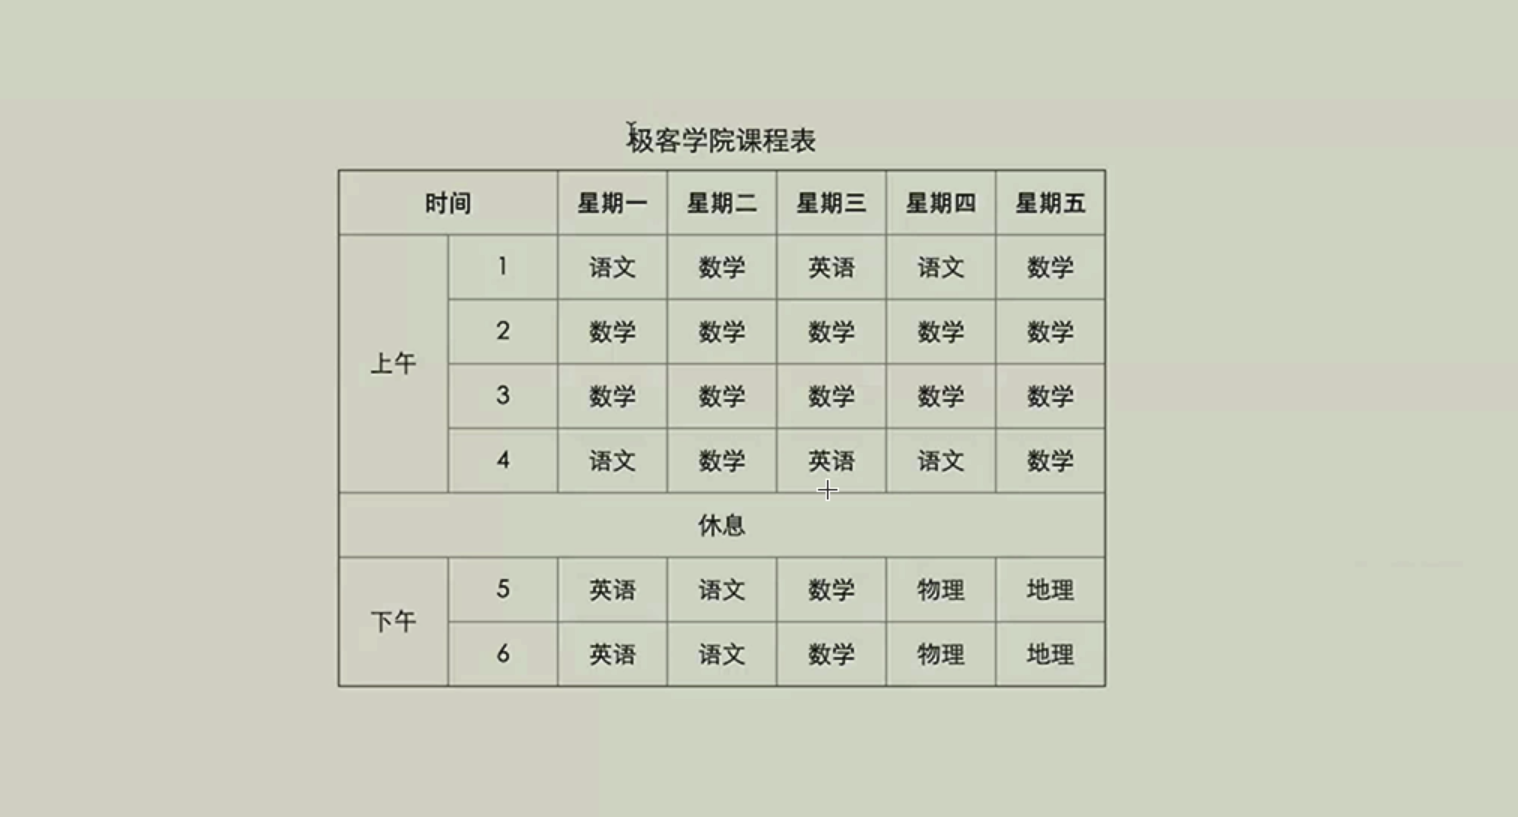 极客学院课程表
时间 星期一 星期二 星期三 星期四 星期五
上午 1 语文 数学 英语 语文 数学
2 数学 数学 数学 数学 数学
3 数学 数学 数学 数学 数学
4 语文 数学 英语 语文 数学
休息
下午 5 英语 语文 数学 物理 地理
6 英语 语文 数学 物理 地理